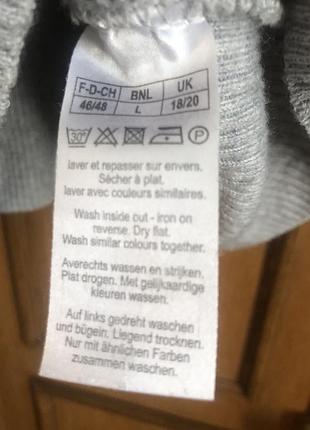 F-D-CH BNL UK
46/48 L 18/20
30° P
laver et repasser sur envers.
Sécher à plat.
laver avec couleurs similaires.
Wash inside out - iron on
reverse. Dry flat.
Wash similar colours together.
Averechts wassen en strijken.
Plat drogen. Met gelijkaardige
kleuren wassen.
Auf links gedreht waschen
und bügeln. Liegend trocknen.
Nur mit ähnlichen Farben
zusammen waschen.